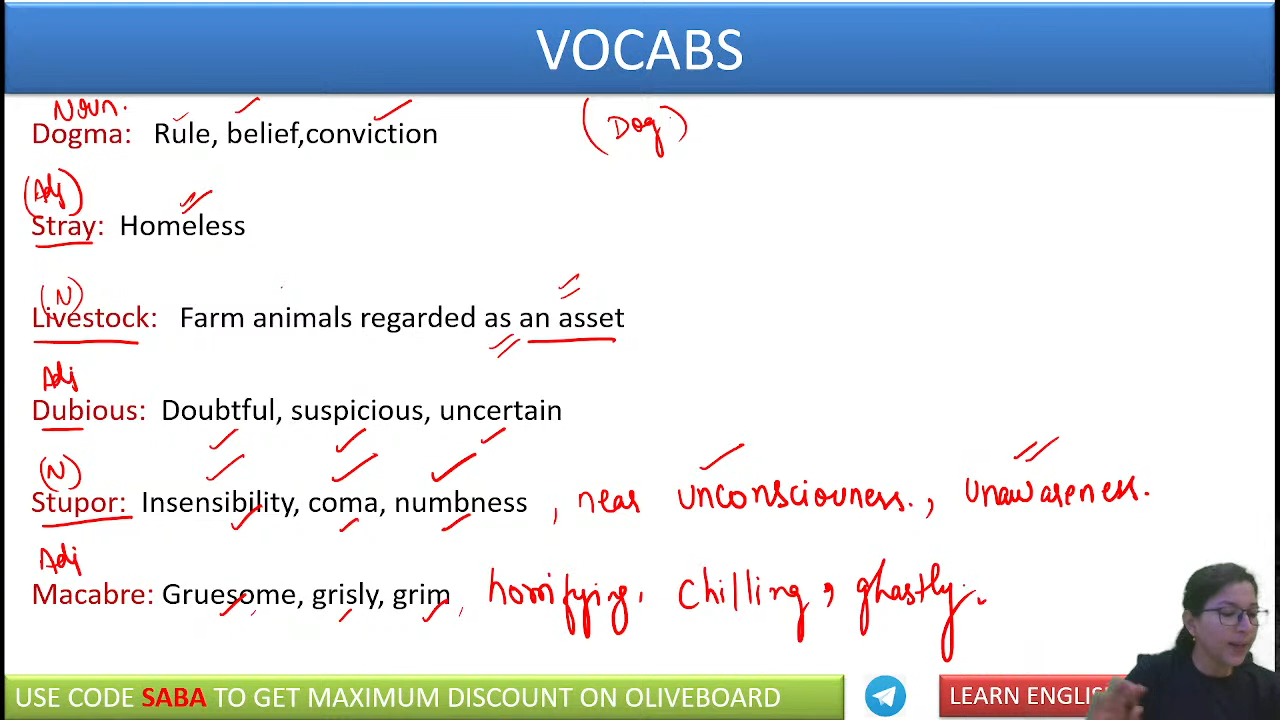 VOCABS
Noun.
Dogma: Rule, belief,conviction (Dog)
(Adj)
Stray: Homeless
(N)
Livestock: Farm animals regarded as an asset
Adj
Dubious: Doubtful, suspicious, uncertain
(N)
Stupor: Insensibility, coma, numbness , near unconsciouness. , unawareness.
Adj
Macabre: Gruesome, grisly, grim , horrifying, chilling, ghastly.
USE CODE SABA TO GET MAXIMUM DISCOUNT ON OLIVEBOARD
LEARN ENGLIS